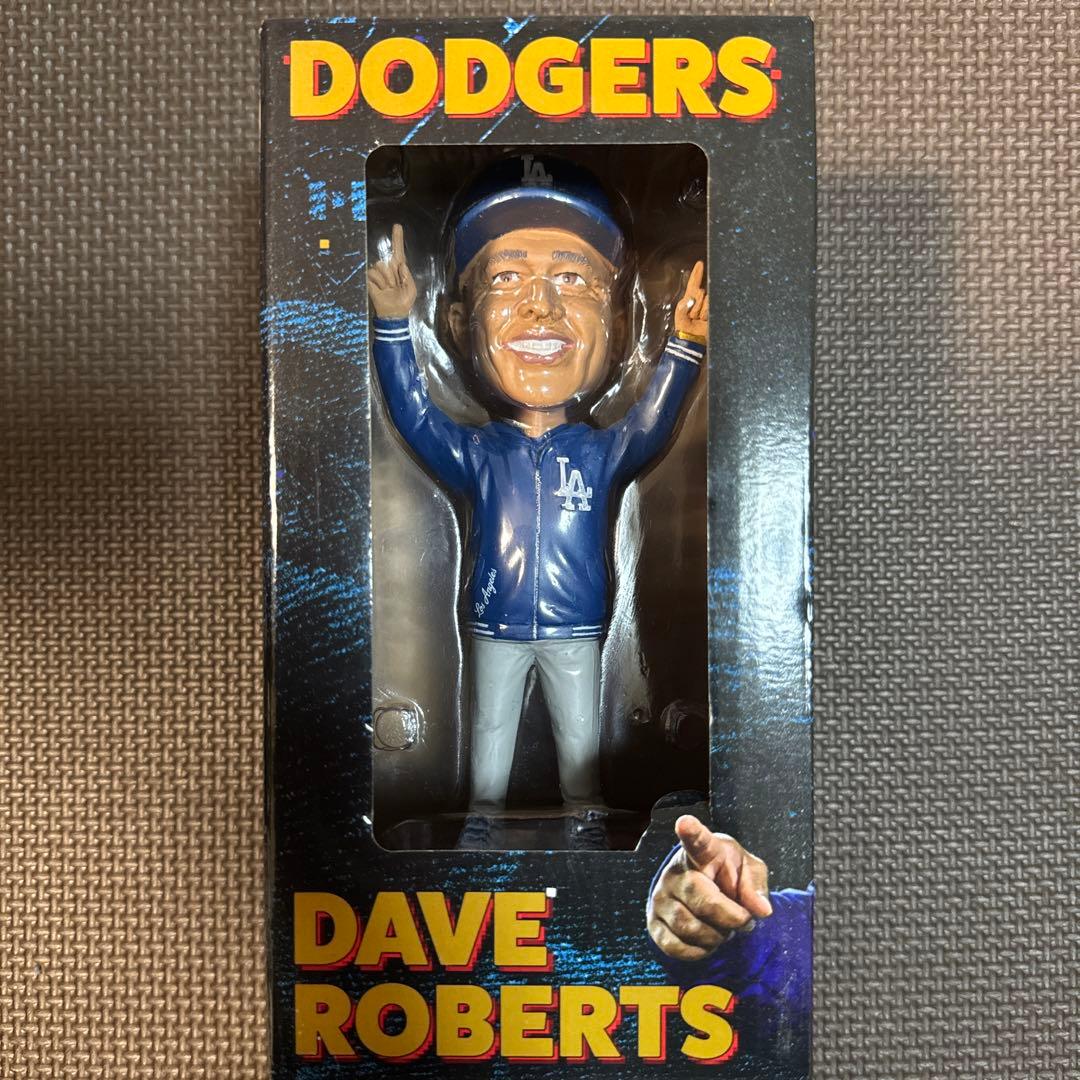 DODGERS
LA
LA
Los Angeles
DAVE
ROBERTS